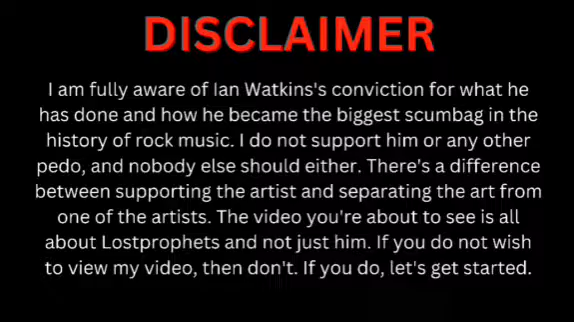 DISCLAIMER
I am fully aware of Ian Watkins's conviction for what he
has done and how he became the biggest scumbag in the
history of rock music. I do not support him or any other
pedo, and nobody else should either. There's a difference
between supporting the artist and separating the art from
one of the artists. The video you're about to see is all
about Lostprophets and not just him. If you do not wish
to view my video, then don't. If you do, let's get started.